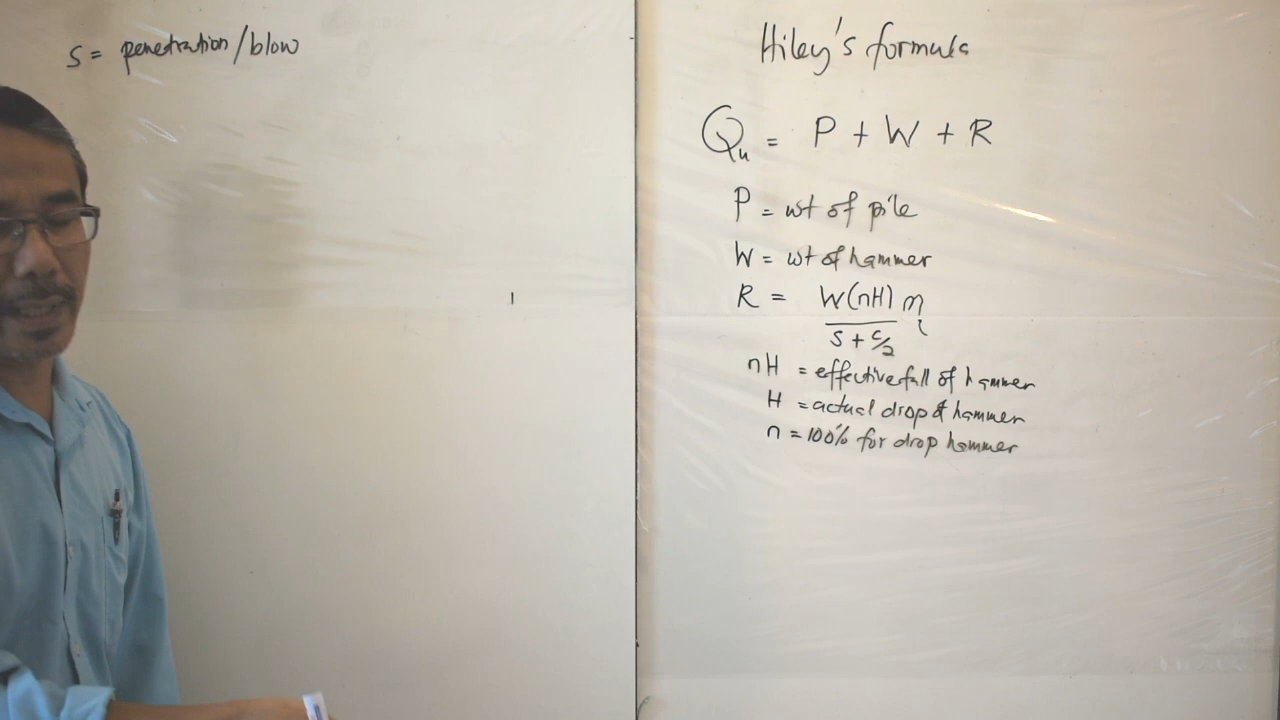 S = penetration/blow
Hiley's formula
Qu = P + W + R
P = wt of pile
W = wt of hammer
R = W(nH) η
S + c/2
nH = effective fall of hammer
H = actual drop of hammer
n = 100% for drop hammer